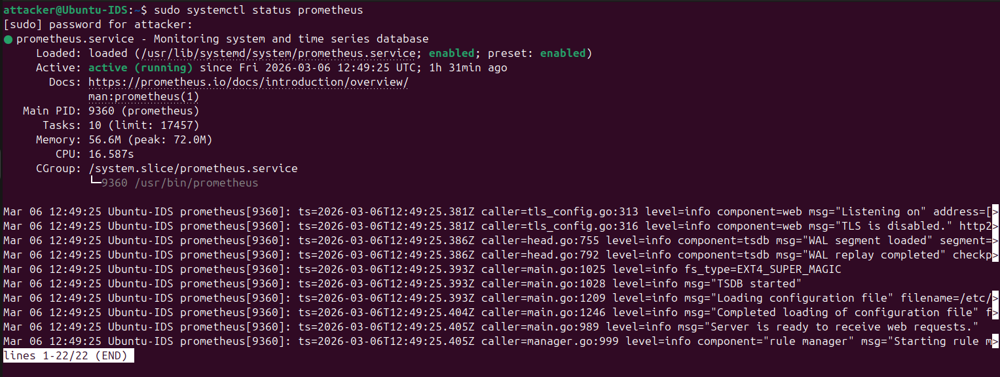 attacker@Ubuntu-IDS:~$ sudo systemctl status prometheus
[sudo] password for attacker:
● prometheus.service - Monitoring system and time series database
     Loaded: loaded (/usr/lib/systemd/system/prometheus.service; enabled; preset: enabled)
     Active: active (running) since Fri 2026-03-06 12:49:25 UTC; 1h 31min ago
       Docs: https://prometheus.io/docs/introduction/overview/
             man:prometheus(1)
   Main PID: 9360 (prometheus)
      Tasks: 10 (limit: 17457)
     Memory: 56.6M (peak: 72.0M)
        CPU: 16.587s
     CGroup: /system.slice/prometheus.service
             └─9360 /usr/bin/prometheus

Mar 06 12:49:25 Ubuntu-IDS prometheus[9360]: ts=2026-03-06T12:49:25.381Z caller=tls_config.go:313 level=info component=web msg="Listening on" address=[>
Mar 06 12:49:25 Ubuntu-IDS prometheus[9360]: ts=2026-03-06T12:49:25.381Z caller=tls_config.go:316 level=info component=web msg="TLS is disabled." http2>
Mar 06 12:49:25 Ubuntu-IDS prometheus[9360]: ts=2026-03-06T12:49:25.386Z caller=head.go:755 level=info component=tsdb msg="WAL segment loaded" segment=>
Mar 06 12:49:25 Ubuntu-IDS prometheus[9360]: ts=2026-03-06T12:49:25.386Z caller=head.go:792 level=info component=tsdb msg="WAL replay completed" checkp>
Mar 06 12:49:25 Ubuntu-IDS prometheus[9360]: ts=2026-03-06T12:49:25.393Z caller=main.go:1025 level=info fs_type=EXT4_SUPER_MAGIC
Mar 06 12:49:25 Ubuntu-IDS prometheus[9360]: ts=2026-03-06T12:49:25.393Z caller=main.go:1028 level=info msg="TSDB started"
Mar 06 12:49:25 Ubuntu-IDS prometheus[9360]: ts=2026-03-06T12:49:25.393Z caller=main.go:1209 level=info msg="Loading configuration file" filename=/etc/>
Mar 06 12:49:25 Ubuntu-IDS prometheus[9360]: ts=2026-03-06T12:49:25.404Z caller=main.go:1246 level=info msg="Completed loading of configuration file" f>
Mar 06 12:49:25 Ubuntu-IDS prometheus[9360]: ts=2026-03-06T12:49:25.405Z caller=main.go:989 level=info msg="Server is ready to receive web requests."
Mar 06 12:49:25 Ubuntu-IDS prometheus[9360]: ts=2026-03-06T12:49:25.405Z caller=manager.go:999 level=info component="rule manager" msg="Starting rule m>
lines 1-22/22 (END)